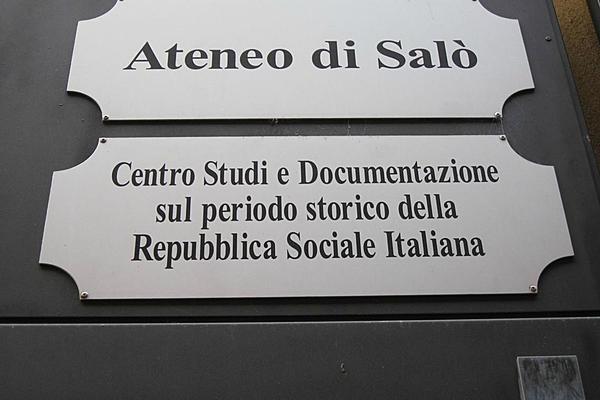 Ateneo di Salò
Centro Studi e Documentazione
sul periodo storico della
Repubblica Sociale Italiana